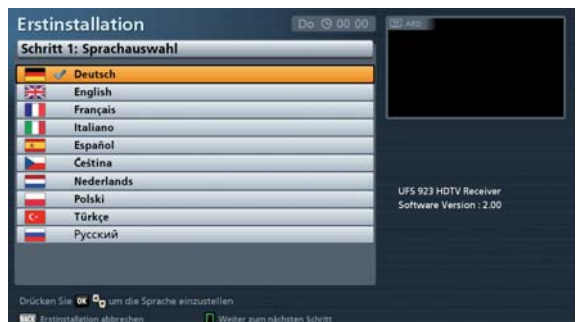 Erstinstallation
Do 00 00
ARD
Schritt 1: Sprachauswahl
Deutsch
English
Français
Italiano
Español
Čeština
Nederlands
Polski
Türkçe
Русский
UFS 923 HDTV Receiver
Software Version : 2.00
Drücken Sie OK um die Sprache einzustellen
BACK Erstinstallation abbrechen
Weiter zum nächsten Schritt